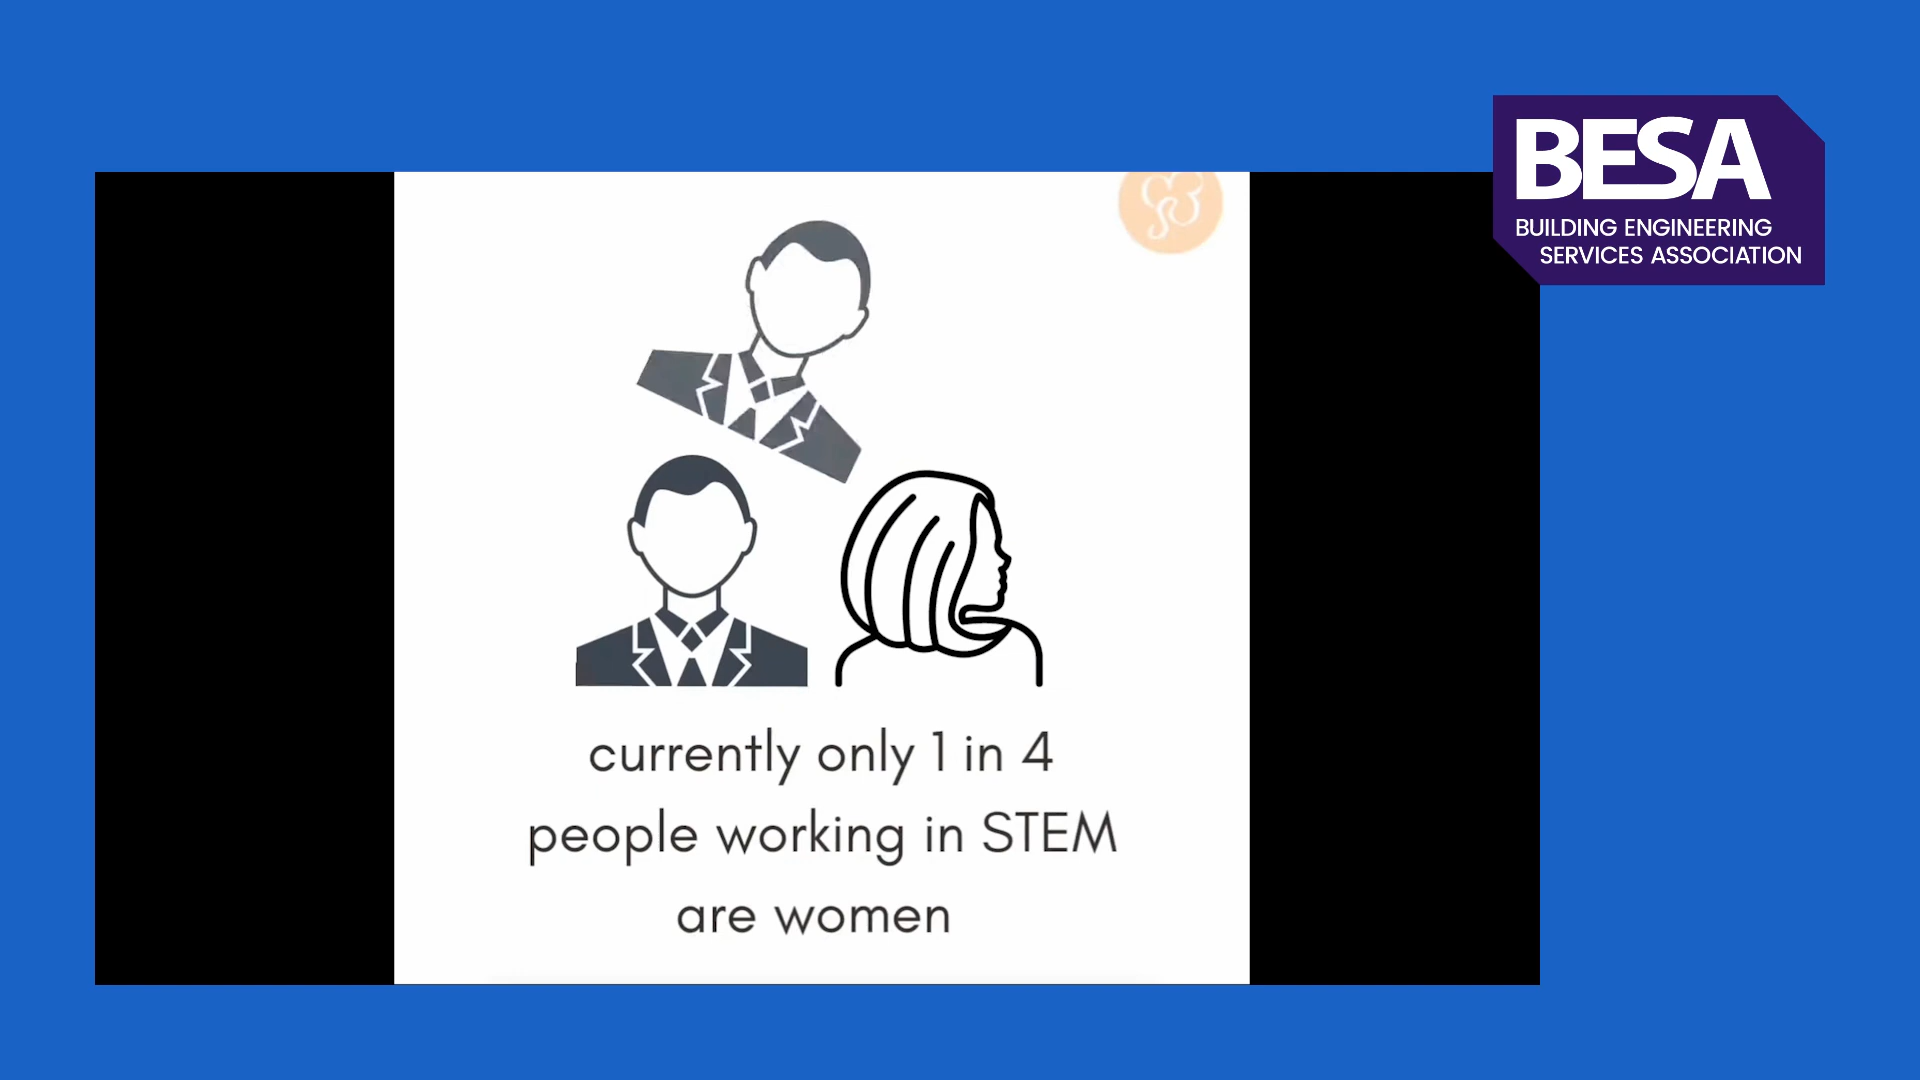 BESA
BUILDING ENGINEERING
SERVICES ASSOCIATION
currently only 1 in 4
people working in STEM
are women